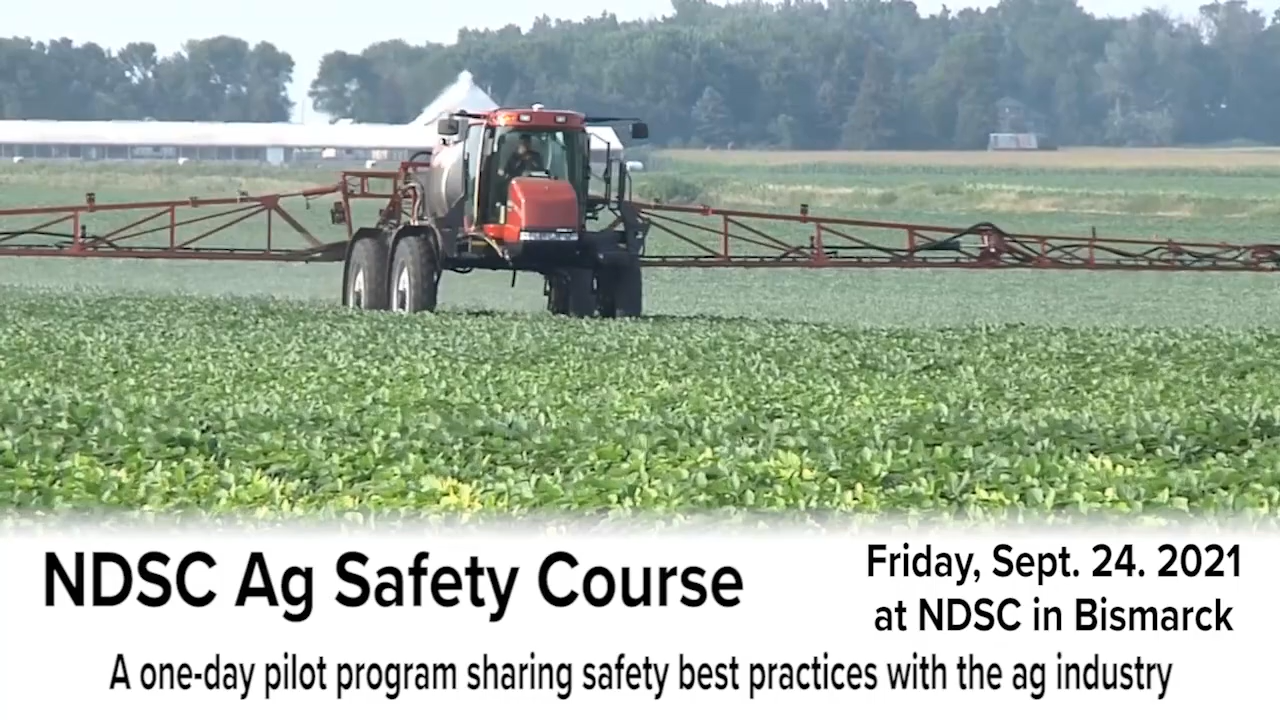 NDSC Ag Safety Course
Friday, Sept. 24. 2021
at NDSC in Bismarck
A one-day pilot program sharing safety best practices with the ag industry